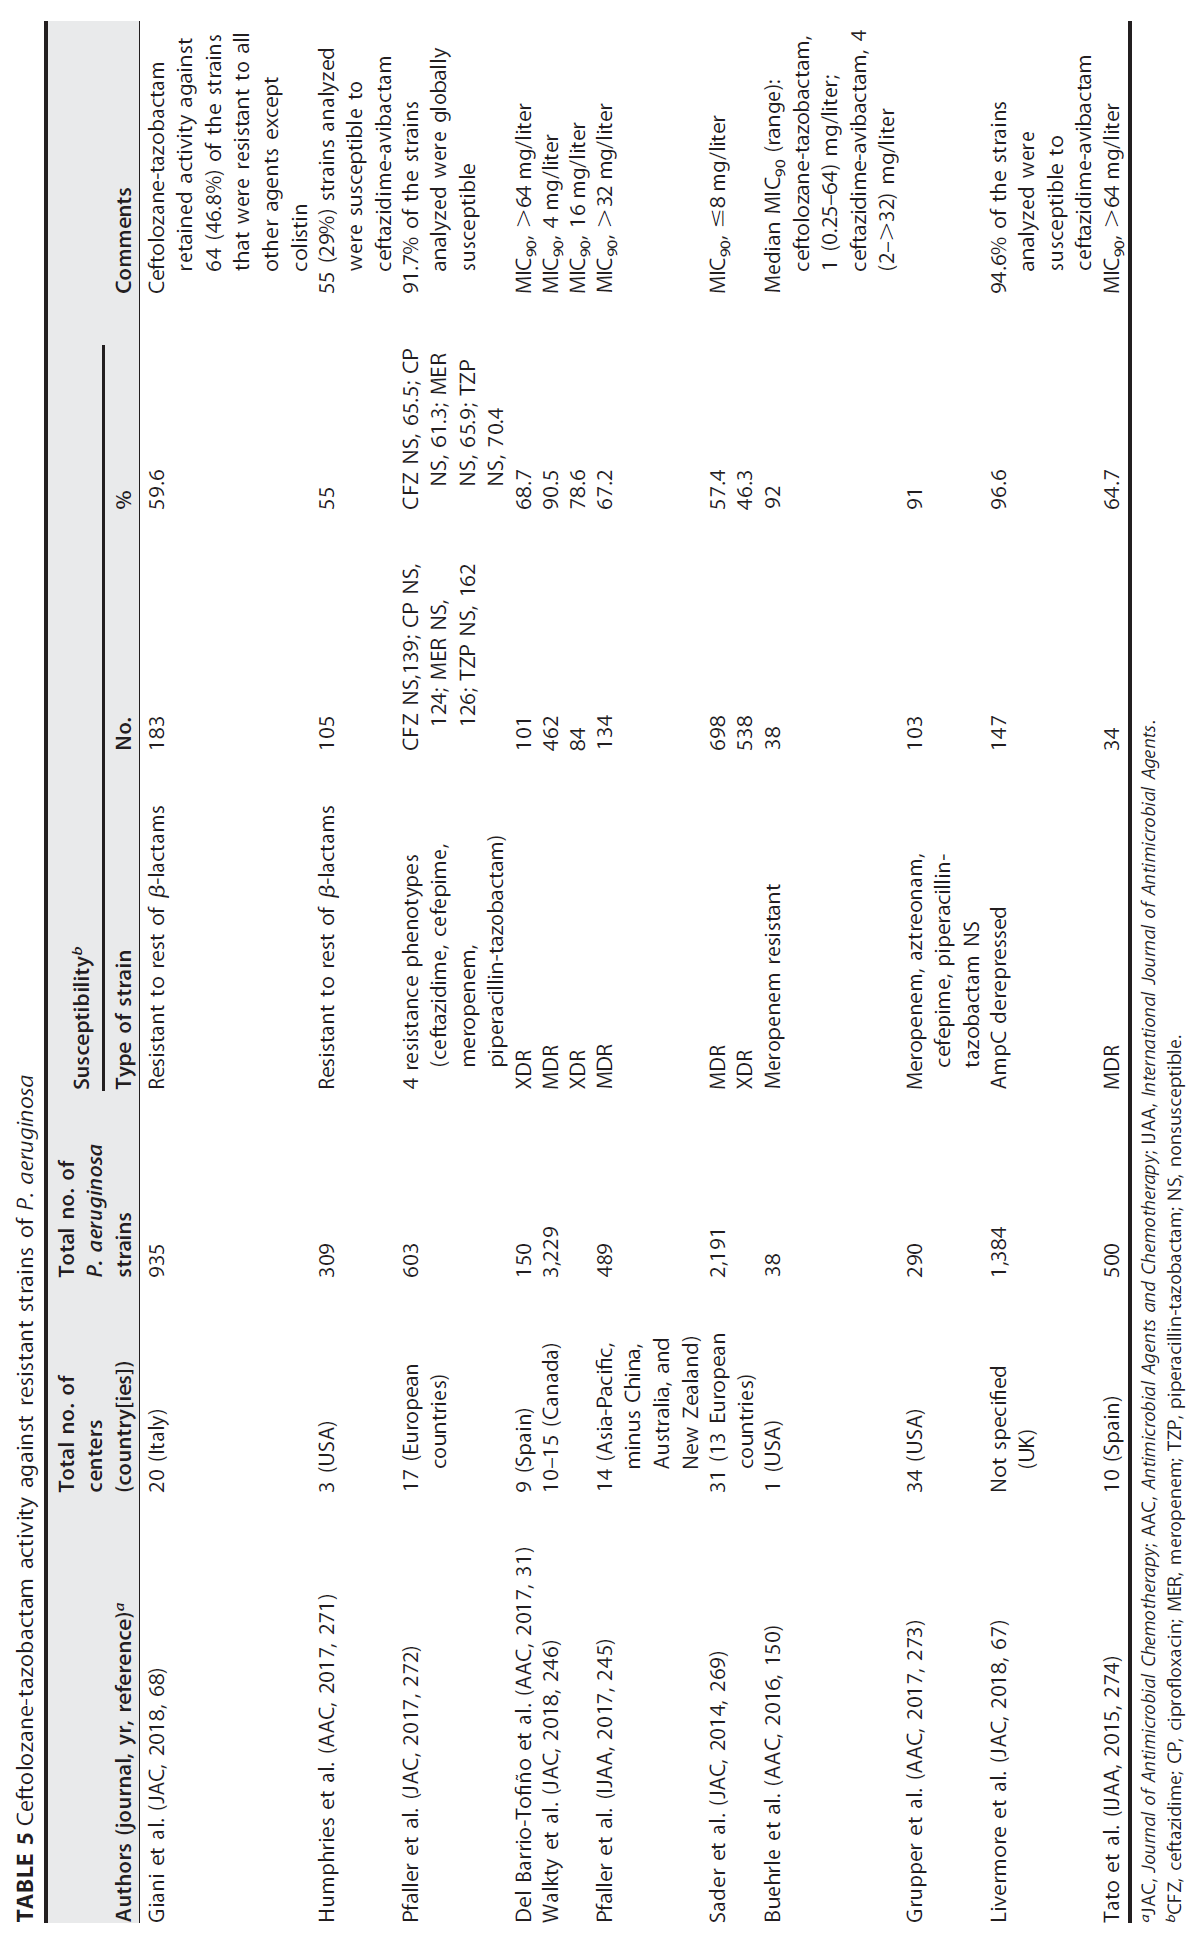 TABLE 5 Ceftolozane-tazobactam activity against resistant strains of P. aeruginosa
Authors (journal, yr, reference)a
Total no. of
centers
(country[ies])
Total no. of
P. aeruginosa
strains
Susceptibilityb
Type of strain
No.
%
Comments
Giani et al. (JAC, 2018, 68)
20 (Italy)
935
Resistant to rest of β-lactams
183
59.6
Ceftolozane-tazobactam
retained activity against
64 (46.8%) of the strains
that were resistant to all
other agents except
colistin
Humphries et al. (AAC, 2017, 271)
3 (USA)
309
Resistant to rest of β-lactams
105
55
55 (29%) strains analyzed
were susceptible to
ceftazidime-avibactam
Pfaller et al. (JAC, 2017, 272)
17 (European
countries)
603
4 resistance phenotypes
(ceftazidime, cefepime,
meropenem,
piperacillin-tazobactam)
CFZ NS,139; CP NS,
124; MER NS,
126; TZP NS, 162
CFZ NS, 65.5; CP
NS, 61.3; MER
NS, 65.9; TZP
NS, 70.4
91.7% of the strains
analyzed were globally
susceptible
Del Barrio-Tofiño et al. (AAC, 2017, 31)
9 (Spain)
150
XDR
101
68.7
MIC90, >64 mg/liter
Walkty et al. (JAC, 2018, 246)
10–15 (Canada)
3,229
MDR
462
90.5
MIC90, 4 mg/liter
XDR
84
78.6
MIC90, 16 mg/liter
Pfaller et al. (IJAA, 2017, 245)
14 (Asia-Pacific,
minus China,
Australia, and
New Zealand)
489
MDR
134
67.2
MIC90, >32 mg/liter
Sader et al. (JAC, 2014, 269)
31 (13 European
countries)
2,191
MDR
698
57.4
MIC90, ≤8 mg/liter
XDR
538
46.3
Buehrle et al. (AAC, 2016, 150)
1 (USA)
38
Meropenem resistant
38
92
Median MIC90 (range):
ceftolozane-tazobactam,
1 (0.25–64) mg/liter;
ceftazidime-avibactam, 4
(2–>32) mg/liter
Grupper et al. (AAC, 2017, 273)
34 (USA)
290
Meropenem, aztreonam,
cefepime, piperacillin-
tazobactam NS
103
91
Livermore et al. (JAC, 2018, 67)
Not specified
(UK)
1,384
AmpC derepressed
147
96.6
94.6% of the strains
analyzed were
susceptible to
ceftazidime-avibactam
Tato et al. (IJAA, 2015, 274)
10 (Spain)
500
MDR
34
64.7
MIC90, >64 mg/liter
aJAC, Journal of Antimicrobial Chemotherapy; AAC, Antimicrobial Agents and Chemotherapy; IJAA, International Journal of Antimicrobial Agents.
bCFZ, ceftazidime; CP, ciprofloxacin; MER, meropenem; TZP, piperacillin-tazobactam; NS, nonsusceptible.